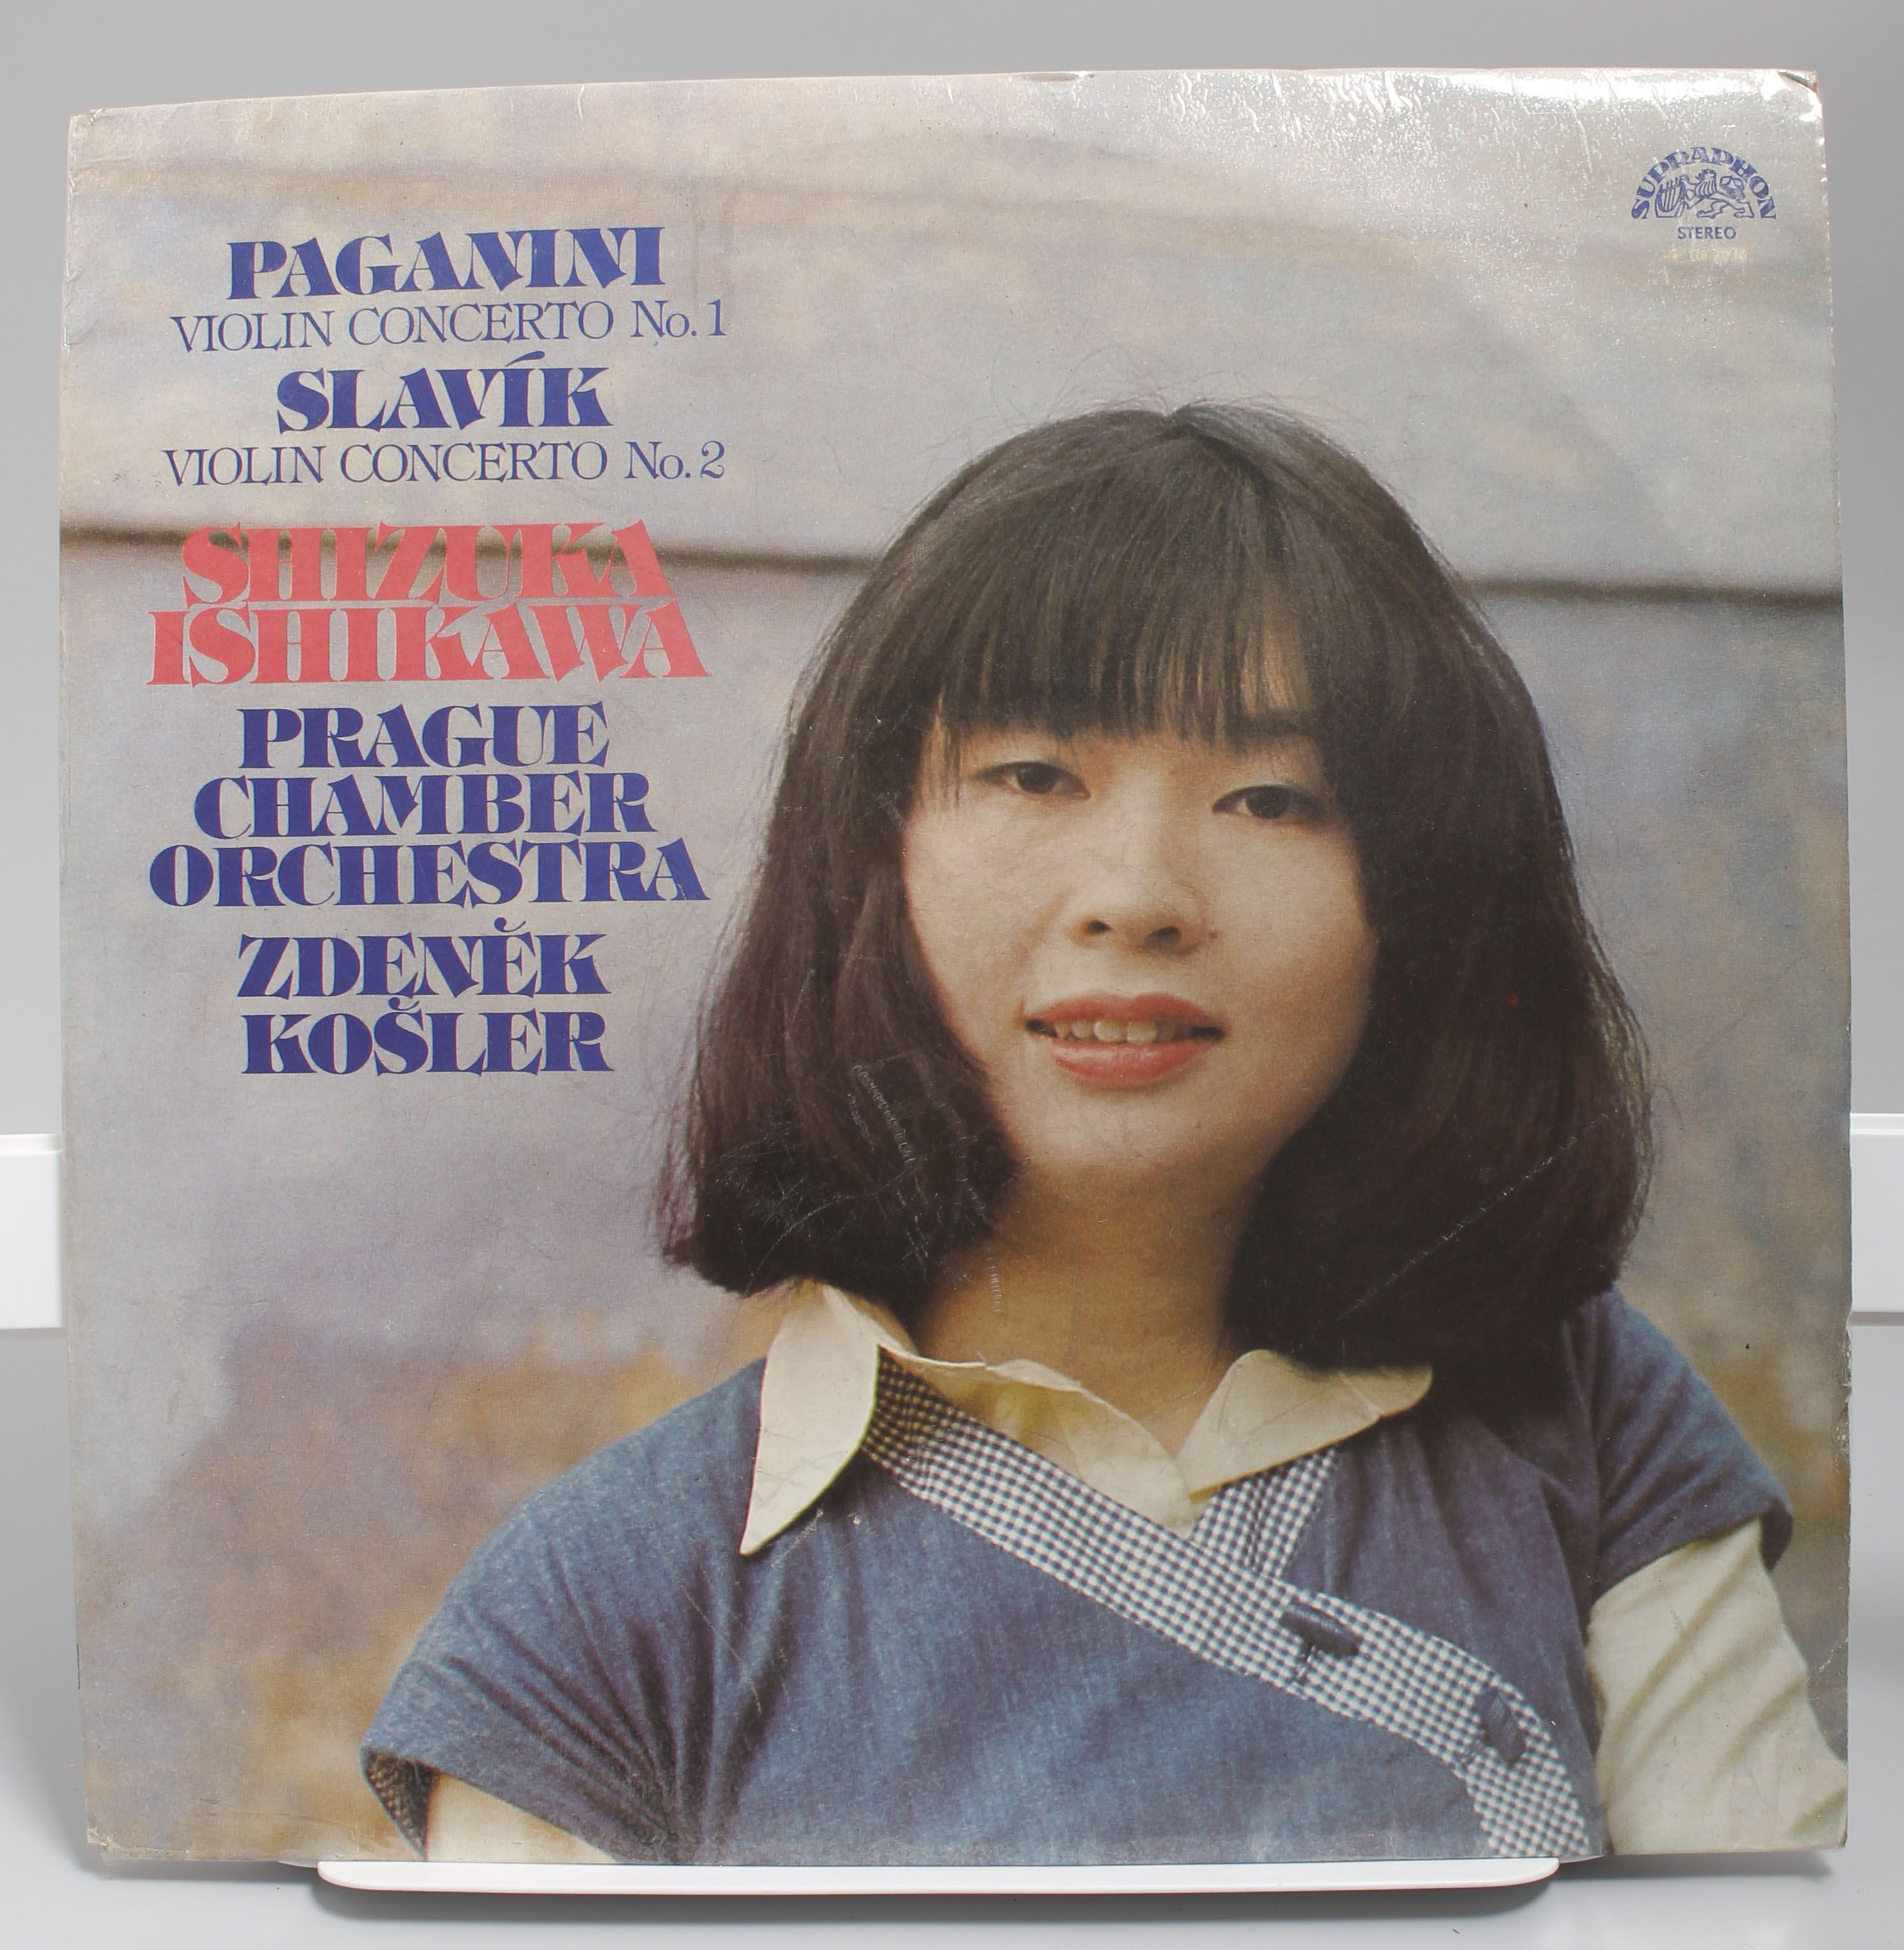 SUPRAPHON
STEREO
PAGANINI
VIOLIN CONCERTO No. 1
SLAVÍK
VIOLIN CONCERTO No. 2
SHIZUKA
ISHIKAWA
PRAGUE
CHAMBER
ORCHESTRA
ZDENĚK
KOŠLER